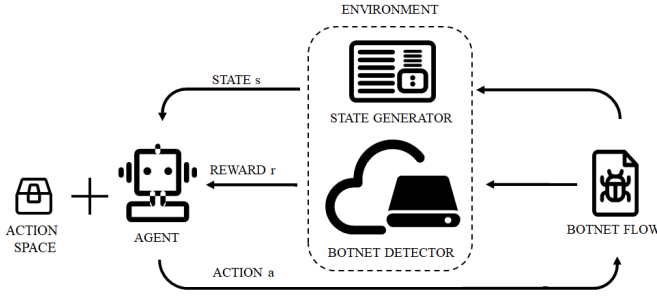 ENVIRONMENT
STATE s
STATE GENERATOR
REWARD r
ACTION
SPACE
AGENT
BOTNET DETECTOR
BOTNET FLOW
ACTION a